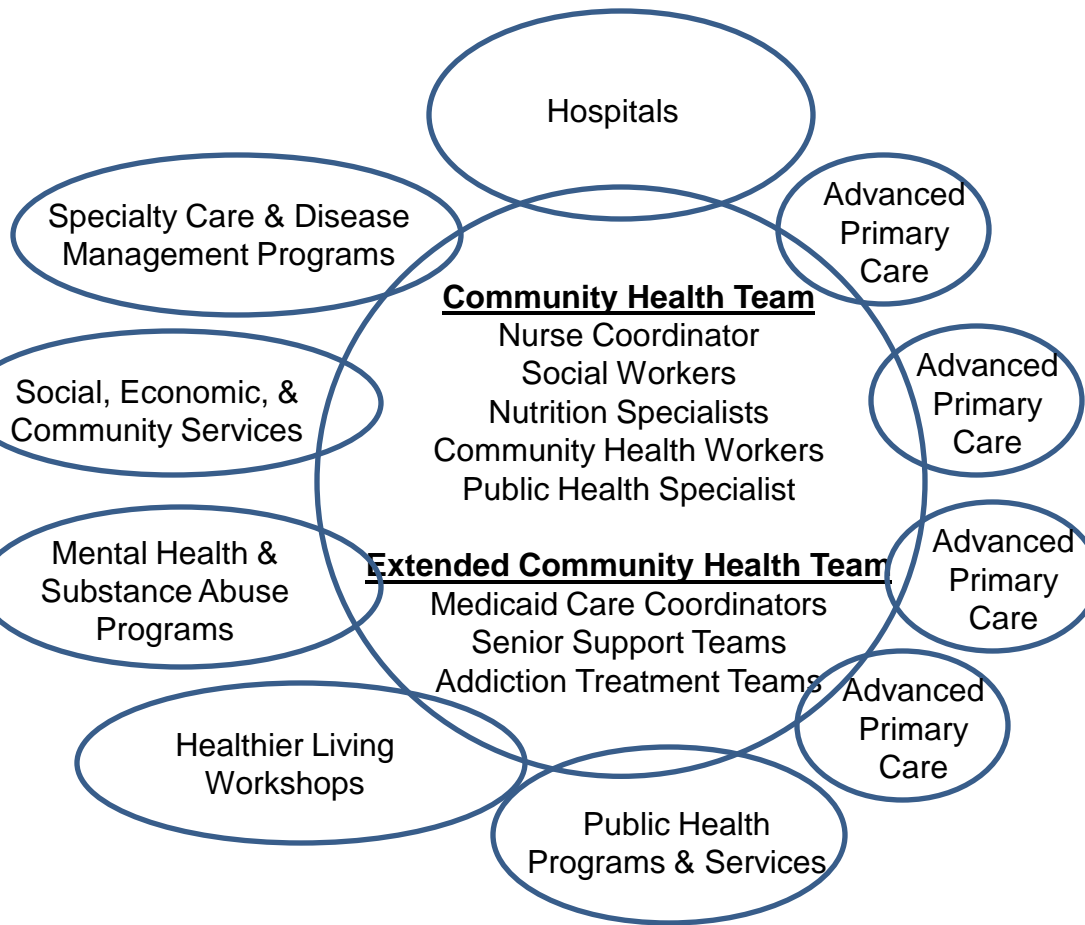 Hospitals
Specialty Care & Disease
Management Programs
Advanced
Primary
Care
Community Health Team
Nurse Coordinator
Social Workers
Nutrition Specialists
Community Health Workers
Public Health Specialist
Social, Economic, &
Community Services
Advanced
Primary
Care
Extended Community Health Team
Medicaid Care Coordinators
Senior Support Teams
Addiction Treatment Teams
Mental Health &
Substance Abuse
Programs
Advanced
Primary
Care
Advanced
Primary
Care
Healthier Living
Workshops
Public Health
Programs & Services